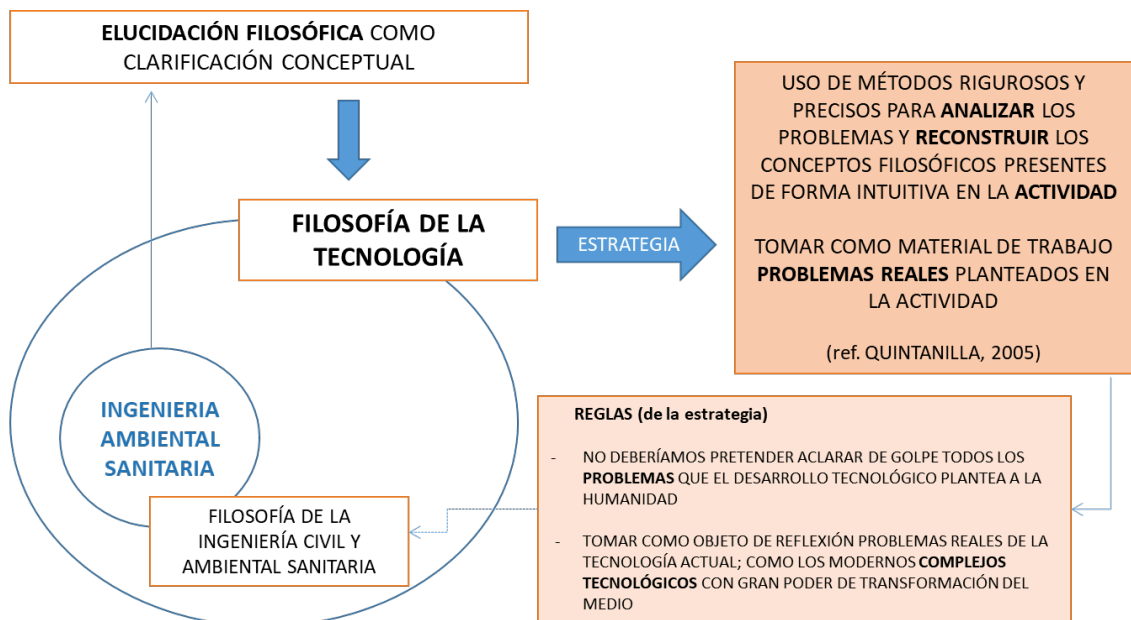 ELUCIDACIÓN FILOSÓFICA COMO
CLARIFICACIÓN CONCEPTUAL
FILOSOFÍA DE LA
TECNOLOGÍA
ESTRATEGIA
USO DE MÉTODOS RIGUROSOS Y
PRECISOS PARA ANALIZAR LOS
PROBLEMAS Y RECONSTRUIR LOS
CONCEPTOS FILOSÓFICOS PRESENTES
DE FORMA INTUITIVA EN LA ACTIVIDAD
TOMAR COMO MATERIAL DE TRABAJO
PROBLEMAS REALES PLANTEADOS EN
LA ACTIVIDAD
(ref. QUINTANILLA, 2005)
INGENIERIA
AMBIENTAL
SANITARIA
FILOSOFÍA DE LA
INGENIERÍA CIVIL Y
AMBIENTAL SANITARIA
REGLAS (de la estrategia)
- NO DEBERÍAMOS PRETENDER ACLARAR DE GOLPE TODOS LOS
PROBLEMAS QUE EL DESARROLLO TECNOLÓGICO PLANTEA A LA
HUMANIDAD
- TOMAR COMO OBJETO DE REFLEXIÓN PROBLEMAS REALES DE LA
TECNOLOGÍA ACTUAL; COMO LOS MODERNOS COMPLEJOS
TECNOLÓGICOS CON GRAN PODER DE TRANSFORMACIÓN DEL
MEDIO